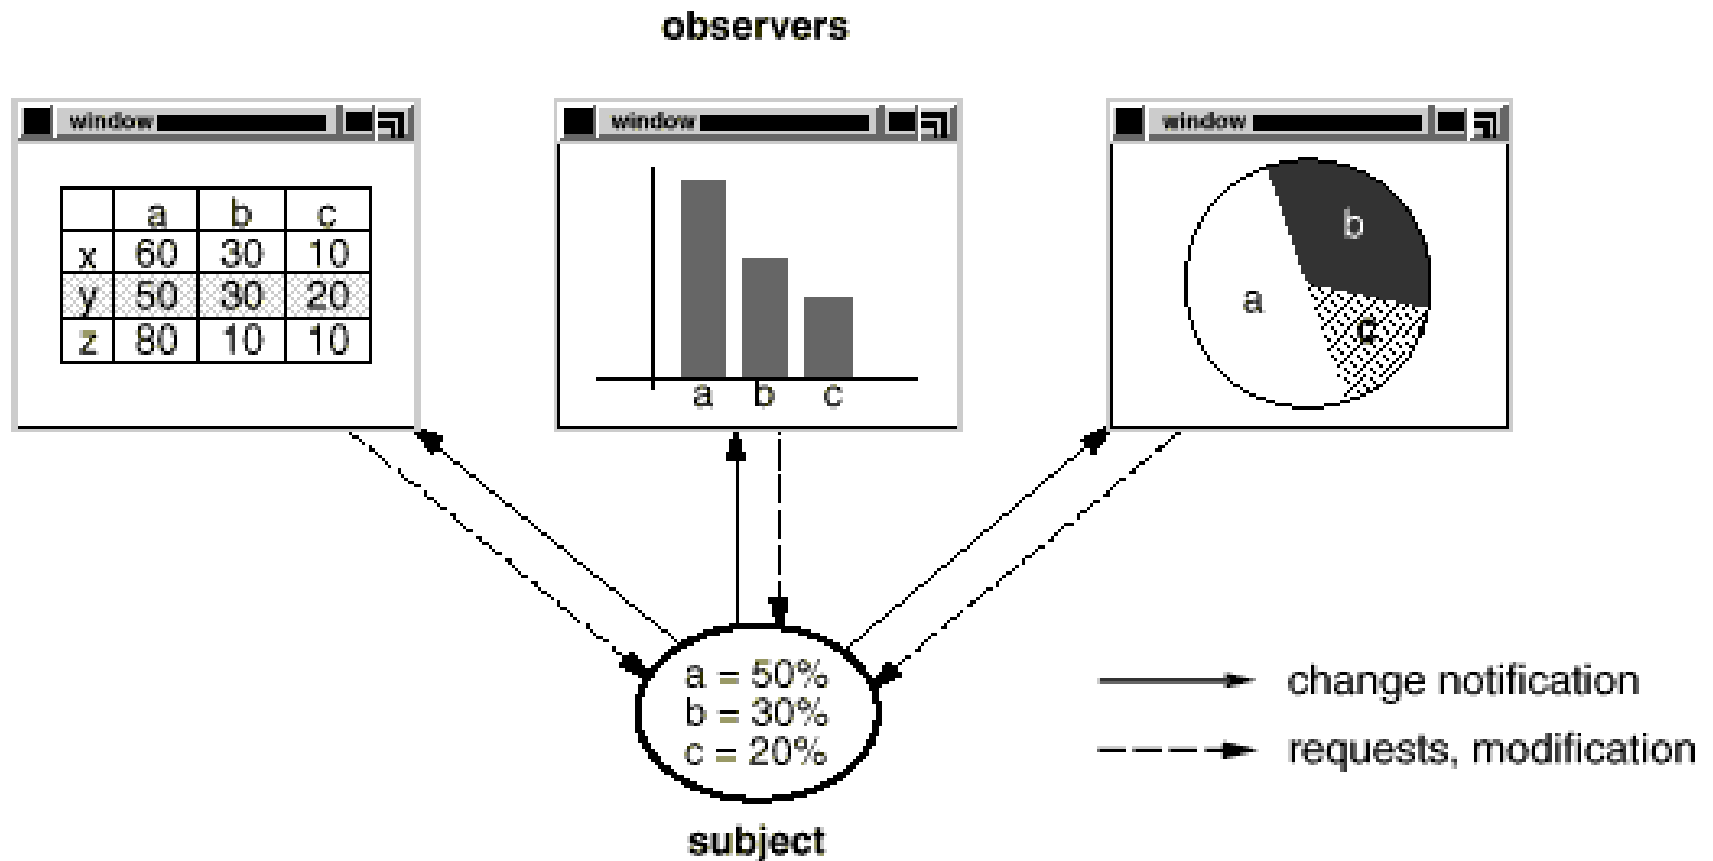 observers
window
a b c
x 60 30 10
y 50 30 20
z 80 10 10
window
a b c
window
b
a
c
a = 50%
b = 30%
c = 20%
subject
change notification
requests, modification